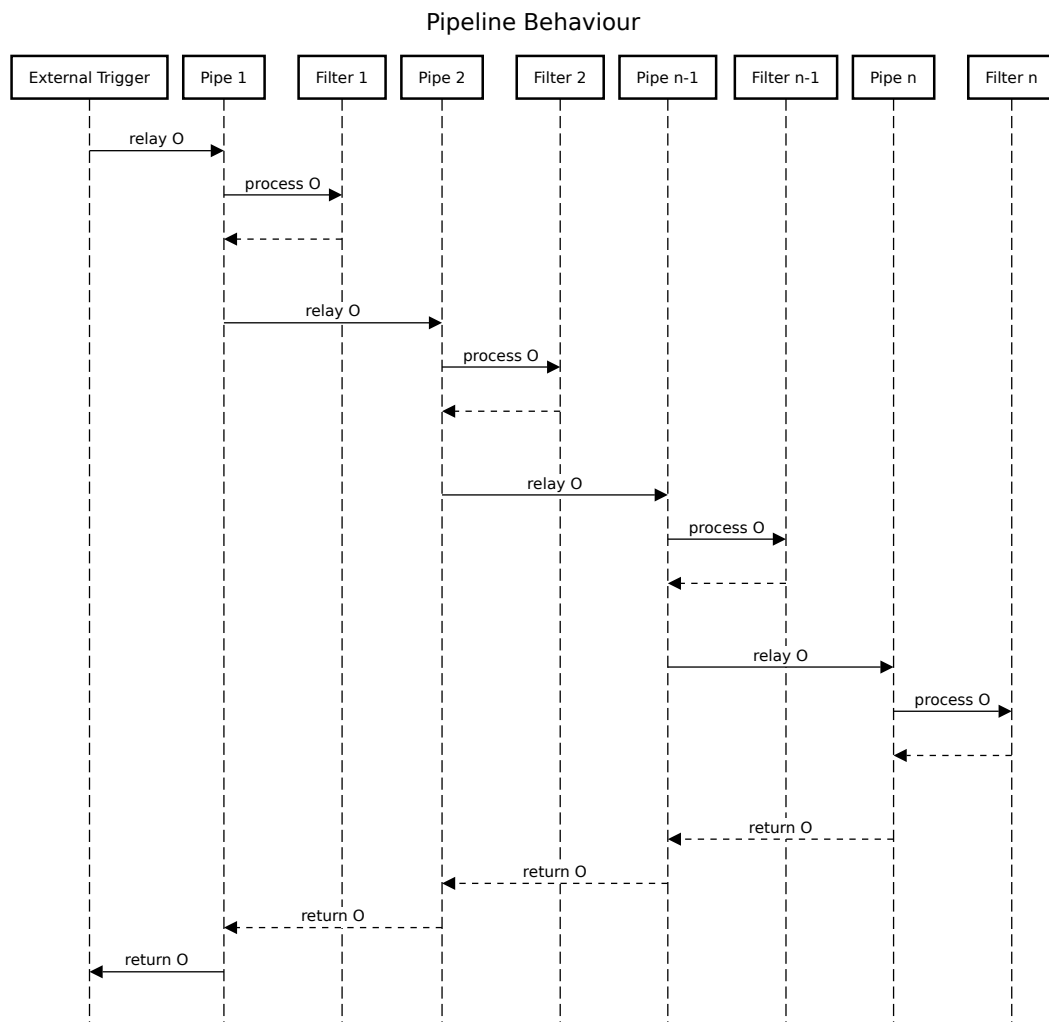 Pipeline Behaviour
External Trigger
Pipe 1
Filter 1
Pipe 2
Filter 2
Pipe n-1
Filter n-1
Pipe n
Filter n
relay O
process O
relay O
process O
relay O
process O
relay O
process O
return O
return O
return O
return O